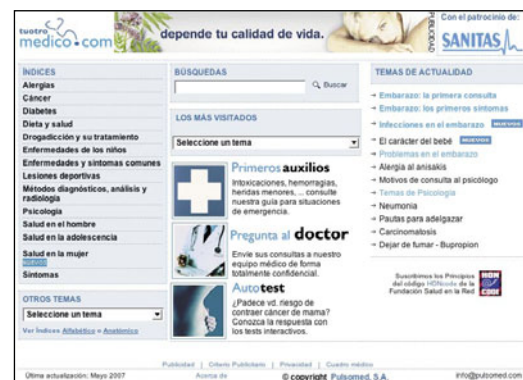 tuotro
medico.com
depende tu calidad de vida.
PUBLICIDAD
Con el patrocinio de:
SANITAS
ÍNDICES
Alergias
Cáncer
Diabetes
Dieta y salud
Drogadicción y su tratamiento
Enfermedades de los niños
Enfermedades y síntomas comunes
Lesiones deportivas
Métodos diagnósticos, análisis y
radiología
Psicología
Salud en el hombre
Salud en la adolescencia
Salud en la mujer
NUEVOS
Síntomas
OTROS TEMAS
Seleccione un tema
Ver Índices Alfabético o Anatómico
BÚSQUEDAS
Buscar
LOS MÁS VISITADOS
Seleccione un tema
Primeros auxilios
Intoxicaciones, hemorragias,
heridas menores, ... consulte
nuestra guía para situaciones
de emergencia.
Pregunta al doctor
Envíe sus consultas a nuestro
equipo médico de forma
totalmente confidencial.
Autotest
¿Padece vd. riesgo de
contraer cáncer de mama?
Conozca la respuesta con
los tests interactivos.
TEMAS DE ACTUALIDAD
Embarazo: la primera consulta
Embarazo: los primeros síntomas
Infecciones en el embarazo NUEVOS
El carácter del bebé NUEVOS
Problemas en el embarazo
Alergia al anisakis
Motivos de consulta al psicólogo
Temas de Psicología
Neumonía
Pautas para adelgazar
Carcinomatosis
Dejar de fumar - Bupropion
Suscribimos los Principios
del código HONcode de la
Fundación Salud en la Red
HON
CODE
Publicidad | Criterio Publicitario | Privacidad | Cuadro médico
Última actualización: Mayo 2007
Acerca de
© copyright Pulsomed, S.A.
info@pulsomed.com